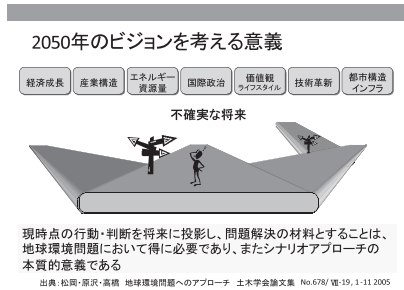 2050年のビジョンを考える意義
経済成長
産業構造
エネルギー
資源量
国際政治
価値観
ライフスタイル
技術革新
都市構造
インフラ
不確実な将来
現時点の行動・判断を将来に投影し、問題解決の材料とすることは、
地球環境問題において得に必要であり、またシナリオアプローチの
本質的意義である
出典：松岡・原沢・高橋 地球環境問題へのアプローチ 土木学会論文集 No.678/ Ⅶ-19, 1-11 2005